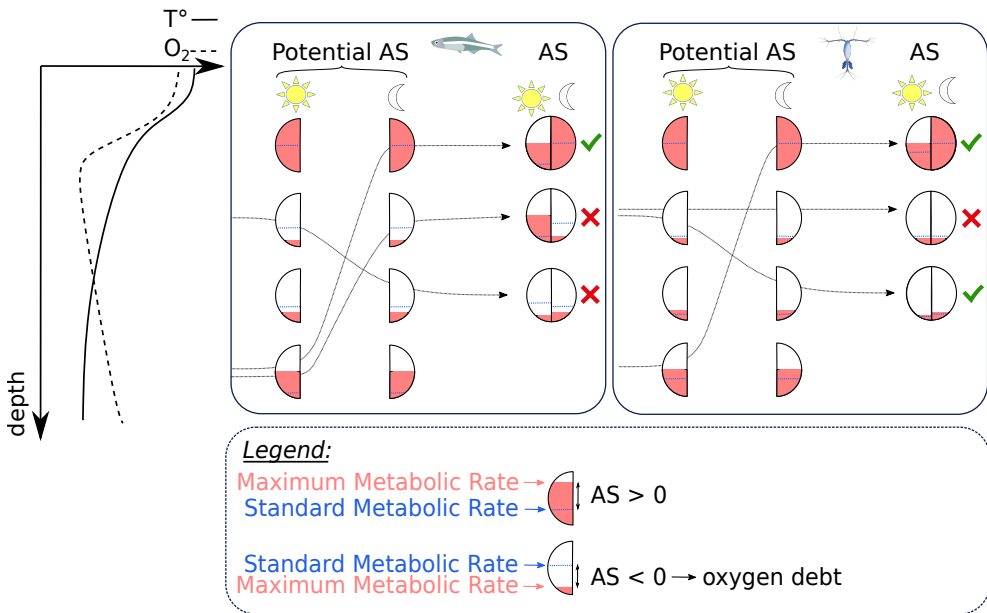 T°
O₂
depth
Potential AS
AS
Potential AS
AS
Legend:
Maximum Metabolic Rate
Standard Metabolic Rate
AS > 0
Standard Metabolic Rate
Maximum Metabolic Rate
AS < 0 → oxygen debt